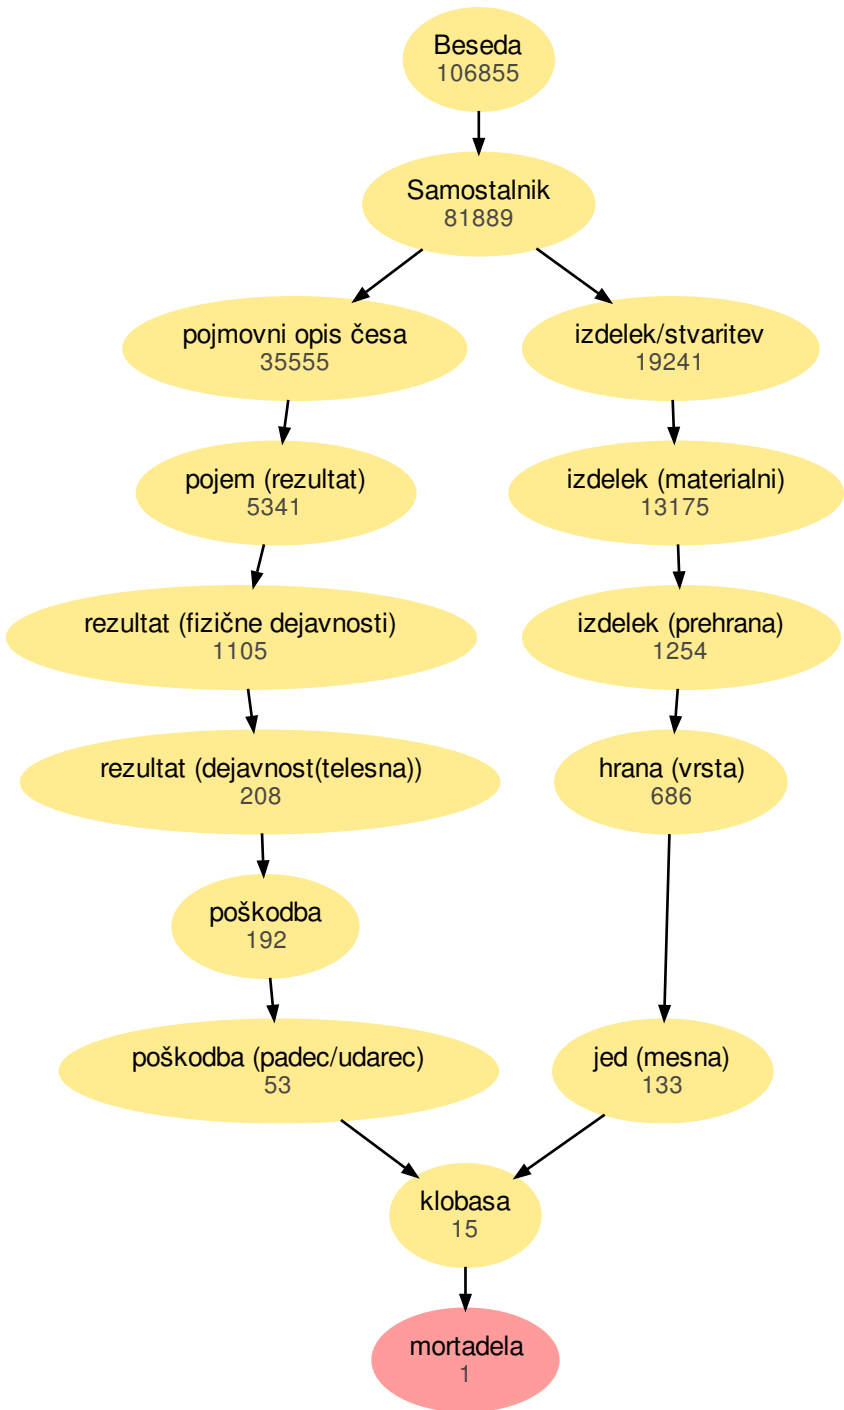 Beseda
106855
Samostalnik
81889
pojmovni opis česa
35555
izdelek/stvaritev
19241
pojem (rezultat)
5341
izdelek (materialni)
13175
rezultat (fizične dejavnosti)
1105
izdelek (prehrana)
1254
rezultat (dejavnost(telesna))
208
hrana (vrsta)
686
poškodba
192
poškodba (padec/udarec)
53
jed (mesna)
133
klobasa
15
mortadela
1